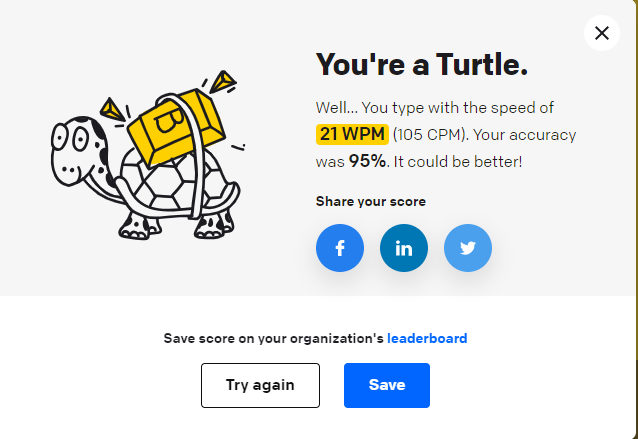 You're a Turtle.
Well... You type with the speed of
21 WPM (105 CPM). Your accuracy
was 95%. It could be better!
Share your score
Save score on your organization's leaderboard
Try again
Save